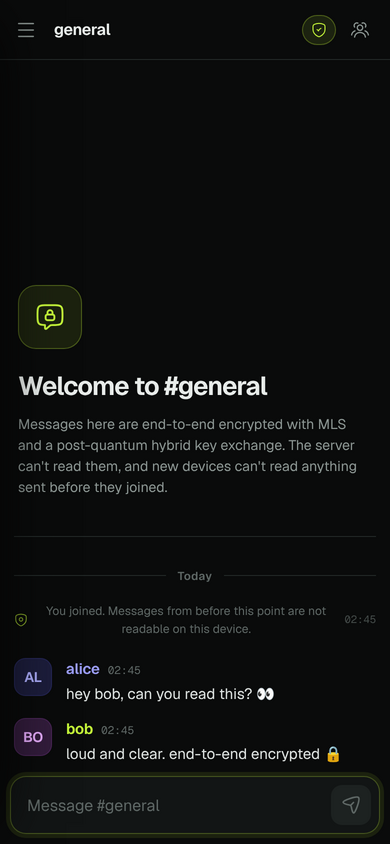 general
Welcome to #general
Messages here are end-to-end encrypted with MLS
and a post-quantum hybrid key exchange. The server
can't read them, and new devices can't read anything
sent before they joined.
Today
You joined. Messages from before this point are not
readable on this device.
02:45
AL
alice 02:45
hey bob, can you read this? 👀
BO
bob 02:45
loud and clear. end-to-end encrypted 🔒
Message #general